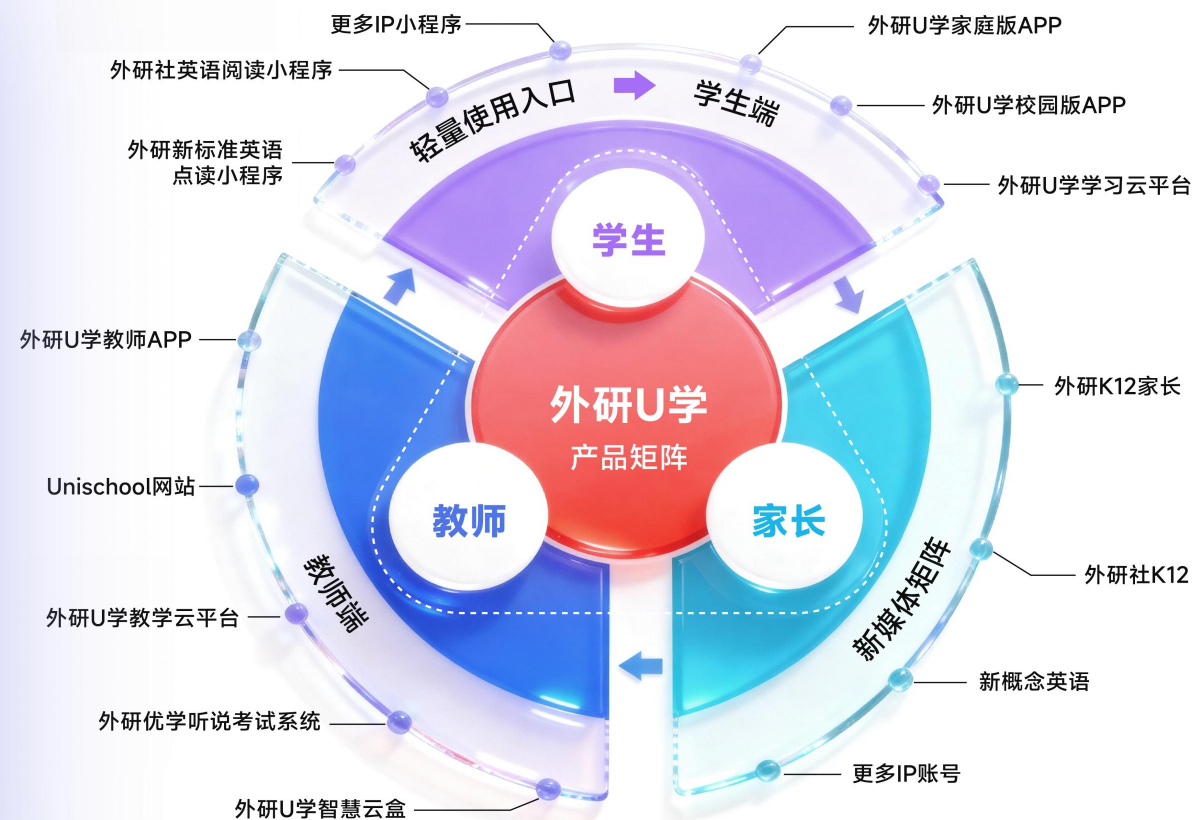 更多IP小程序
外研U学家庭版APP
外研社英语阅读小程序
外研U学校园版APP
外研新标准英语
点读小程序
外研U学学习云平台
轻量使用入口
学生端
学生
外研U学
产品矩阵
教师
家长
外研U学教师APP
Unischool网站
外研U学教学云平台
外研优学听说考试系统
外研U学智慧云盒
教师端
新媒体矩阵
外研K12家长
外研社K12
新概念英语
更多IP账号